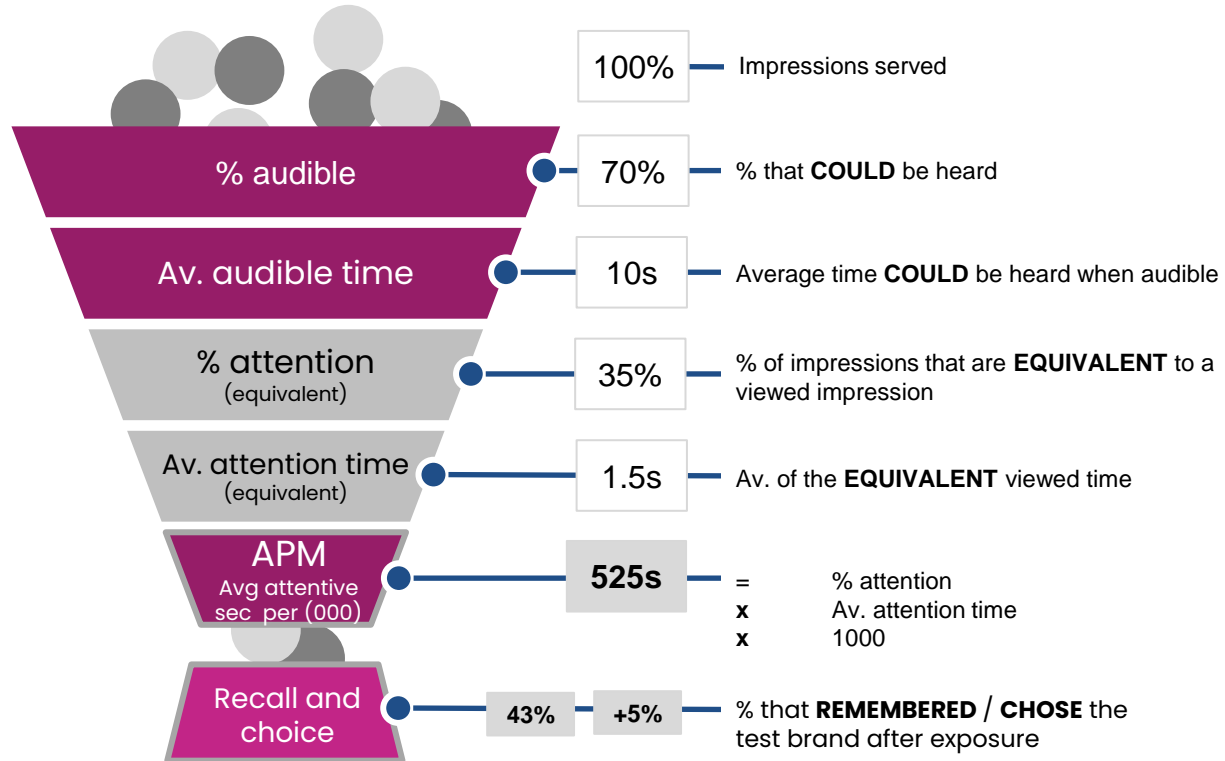 100%
Impressions served
% audible
70%
% that COULD be heard
Av. audible time
10s
Average time COULD be heard when audible
% attention
(equivalent)
35%
% of impressions that are EQUIVALENT to a
viewed impression
Av. attention time
(equivalent)
1.5s
Av. of the EQUIVALENT viewed time
APM
Avg attentive
sec per (000)
525s
= % attention
x Av. attention time
x 1000
Recall and
choice
43%
+5%
% that REMEMBERED / CHOSE the
test brand after exposure